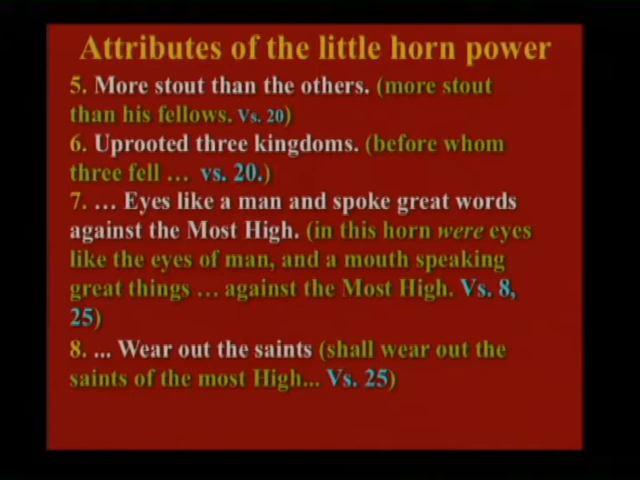 Attributes of the little horn power
5. More stout than the others. (more stout
than his fellows. Vs. 20)
6. Uprooted three kingdoms. (before whom
three fell … vs. 20.)
7. … Eyes like a man and spoke great words
against the Most High. (in this horn were eyes
like the eyes of man, and a mouth speaking
great things … against the Most High. Vs. 8,
25)
8. ... Wear out the saints (shall wear out the
saints of the most High... Vs. 25)